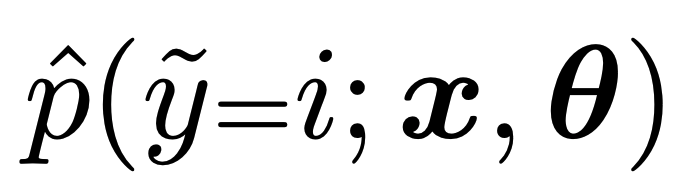 p̂(ỹ=i; 𝒙, 𝜽)